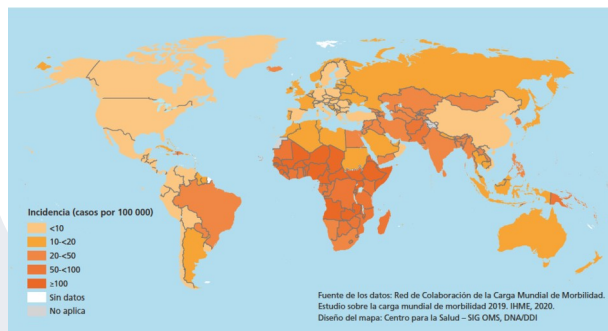 Incidencia (casos por 100 000)
<10
10-<20
20-<50
50-<100
≥100
Sin datos
No aplica
Fuente de los datos: Red de Colaboración de la Carga Mundial de Morbilidad.
Estudio sobre la carga mundial de morbilidad 2019. IHME, 2020.
Diseño del mapa: Centro para la Salud – SIG OMS, DNA/DDI